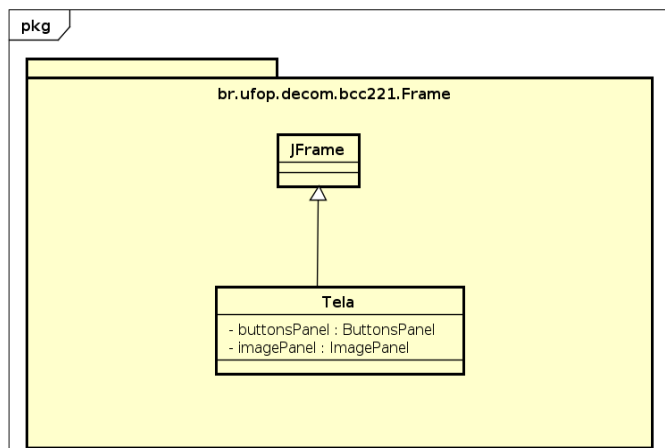 pkg
br.ufop.decom.bcc221.Frame
JFrame
Tela
- buttonsPanel : ButtonsPanel
- imagePanel : ImagePanel